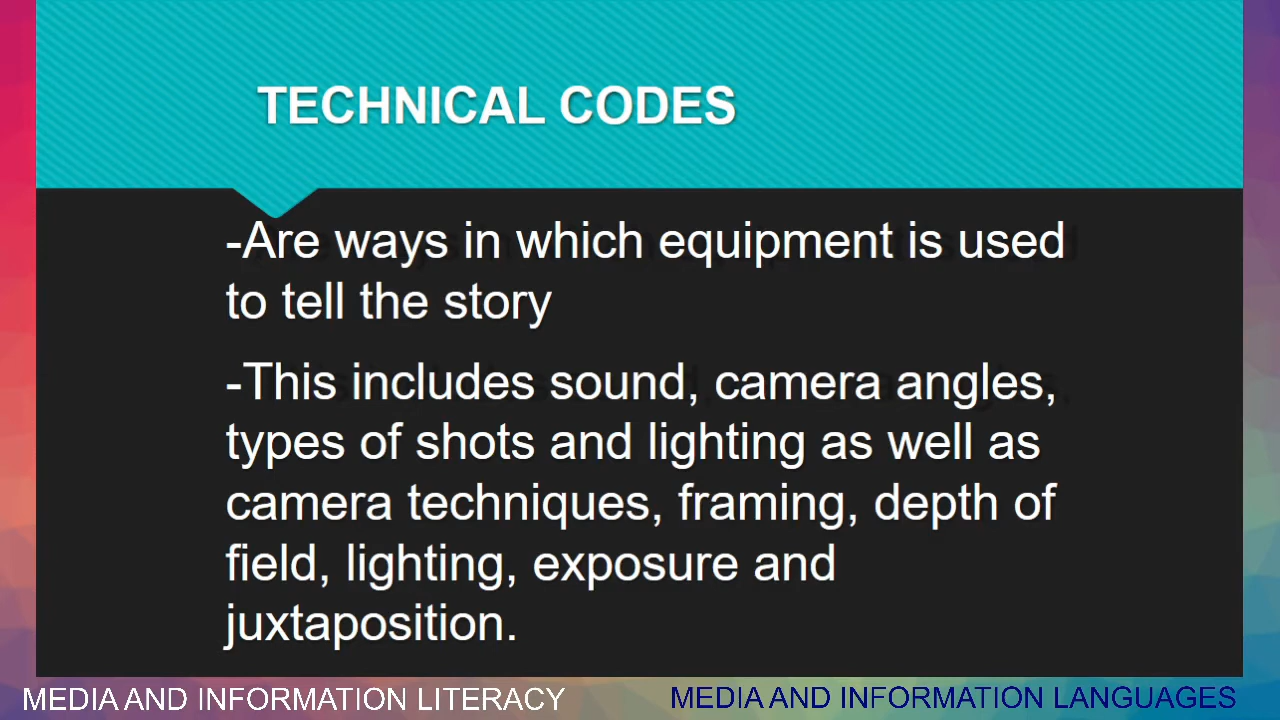 TECHNICAL CODES
-Are ways in which equipment is used
to tell the story
-This includes sound, camera angles,
types of shots and lighting as well as
camera techniques, framing, depth of
field, lighting, exposure and
juxtaposition.
MEDIA AND INFORMATION LITERACY
MEDIA AND INFORMATION LANGUAGES